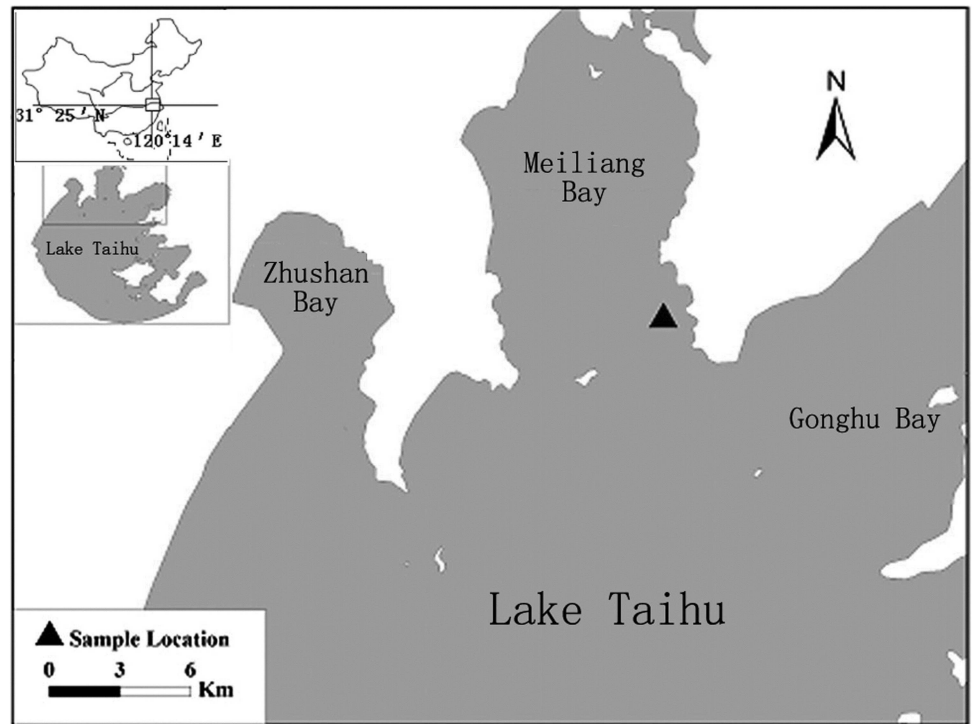 31° 25′ N
120°14′ E
Lake Taihu
N
Meiliang
Bay
Zhushan
Bay
Gonghu Bay
Lake Taihu
Sample Location
0 3 6
Km